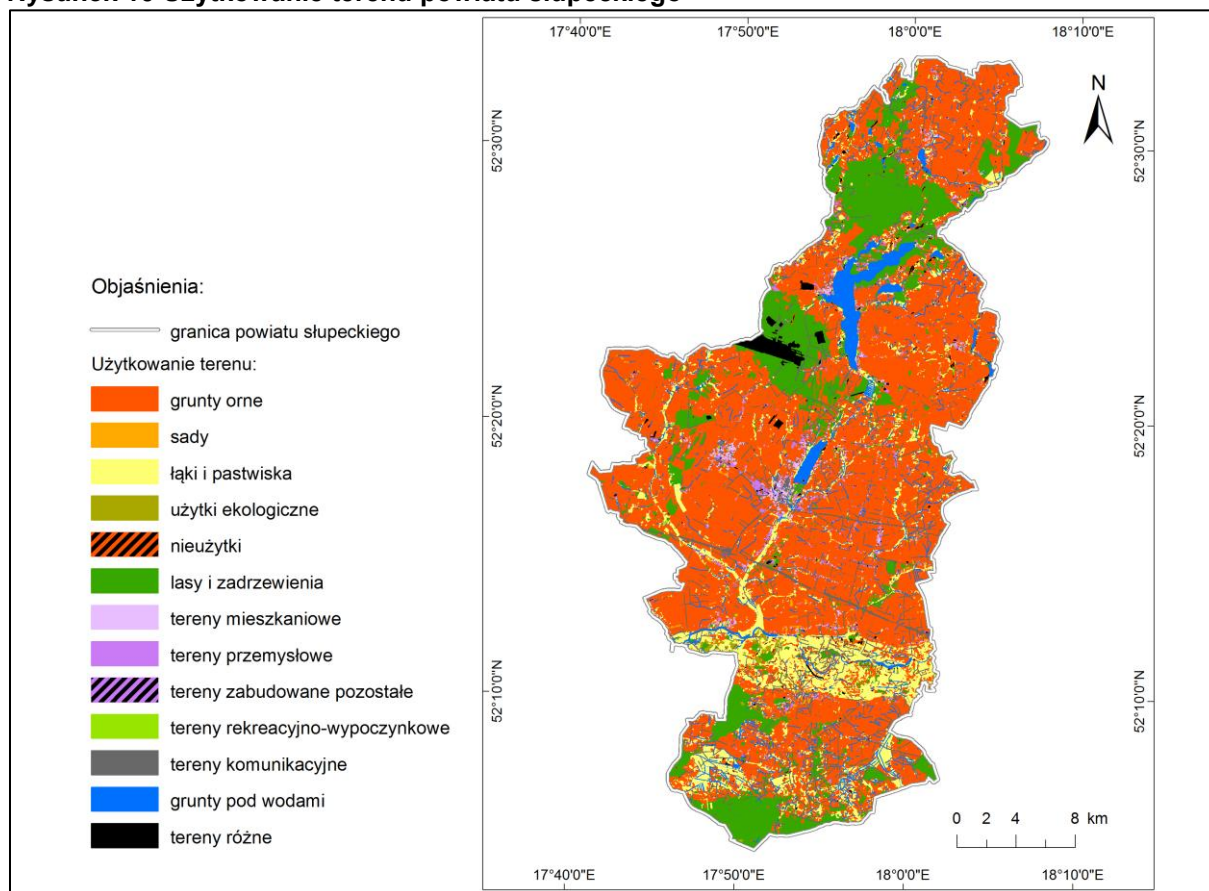 17°40'0"E 17°50'0"E 18°0'0"E 18°10'0"E
N
52°30'0"N 52°30'0"N
Objaśnienia:
granica powiatu słupeckiego
Użytkowanie terenu:
grunty orne
sady
łąki i pastwiska
użytki ekologiczne
nieużytki
lasy i zadrzewienia
tereny mieszkaniowe
tereny przemysłowe
tereny zabudowane pozostałe
tereny rekreacyjno-wypoczynkowe
tereny komunikacyjne
grunty pod wodami
tereny różne
52°20'0"N 52°20'0"N
52°10'0"N 52°10'0"N
0 2 4 8 km
17°40'0"E 17°50'0"E 18°0'0"E 18°10'0"E